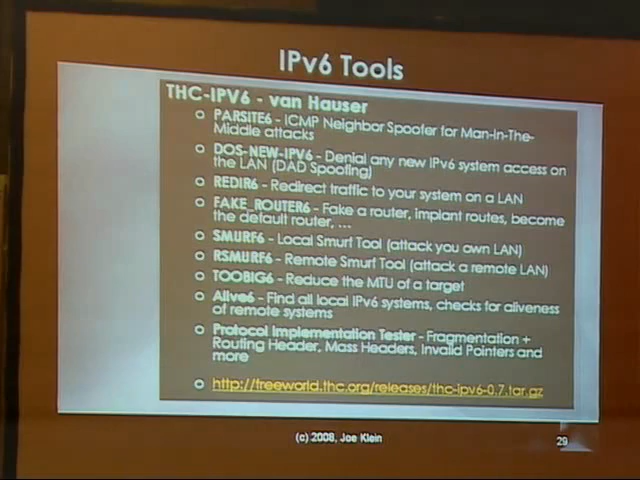 IPv6 Tools
THC-IPV6 - van Hauser
PARSITE6 - ICMP Neighbor Spoofer for Man-In-The-
Middle attacks
DOS-NEW-IPV6 - Denial any new IPv6 system access on
the LAN (DAD Spoofing)
REDIR6 - Redirect traffic to your system on a LAN
FAKE_ROUTER6 - Fake a router, implant routes, become
the default router, ...
SMURF6 - Local Smurf Tool (attack you own LAN)
RSMURF6 - Remote Smurf Tool (attack a remote LAN)
TOOBIG6 - Reduce the MTU of a target
Alive6 - Find all local IPv6 systems, checks for aliveness
of remote systems
Protocol Implementation Tester - Fragmentation +
Routing Header, Mass Headers, Invalid Pointers and
more
http://freeworld.thc.org/releases/thc-ipv6-0.7.tar.gz
(c) 2008, Joe Klein
29